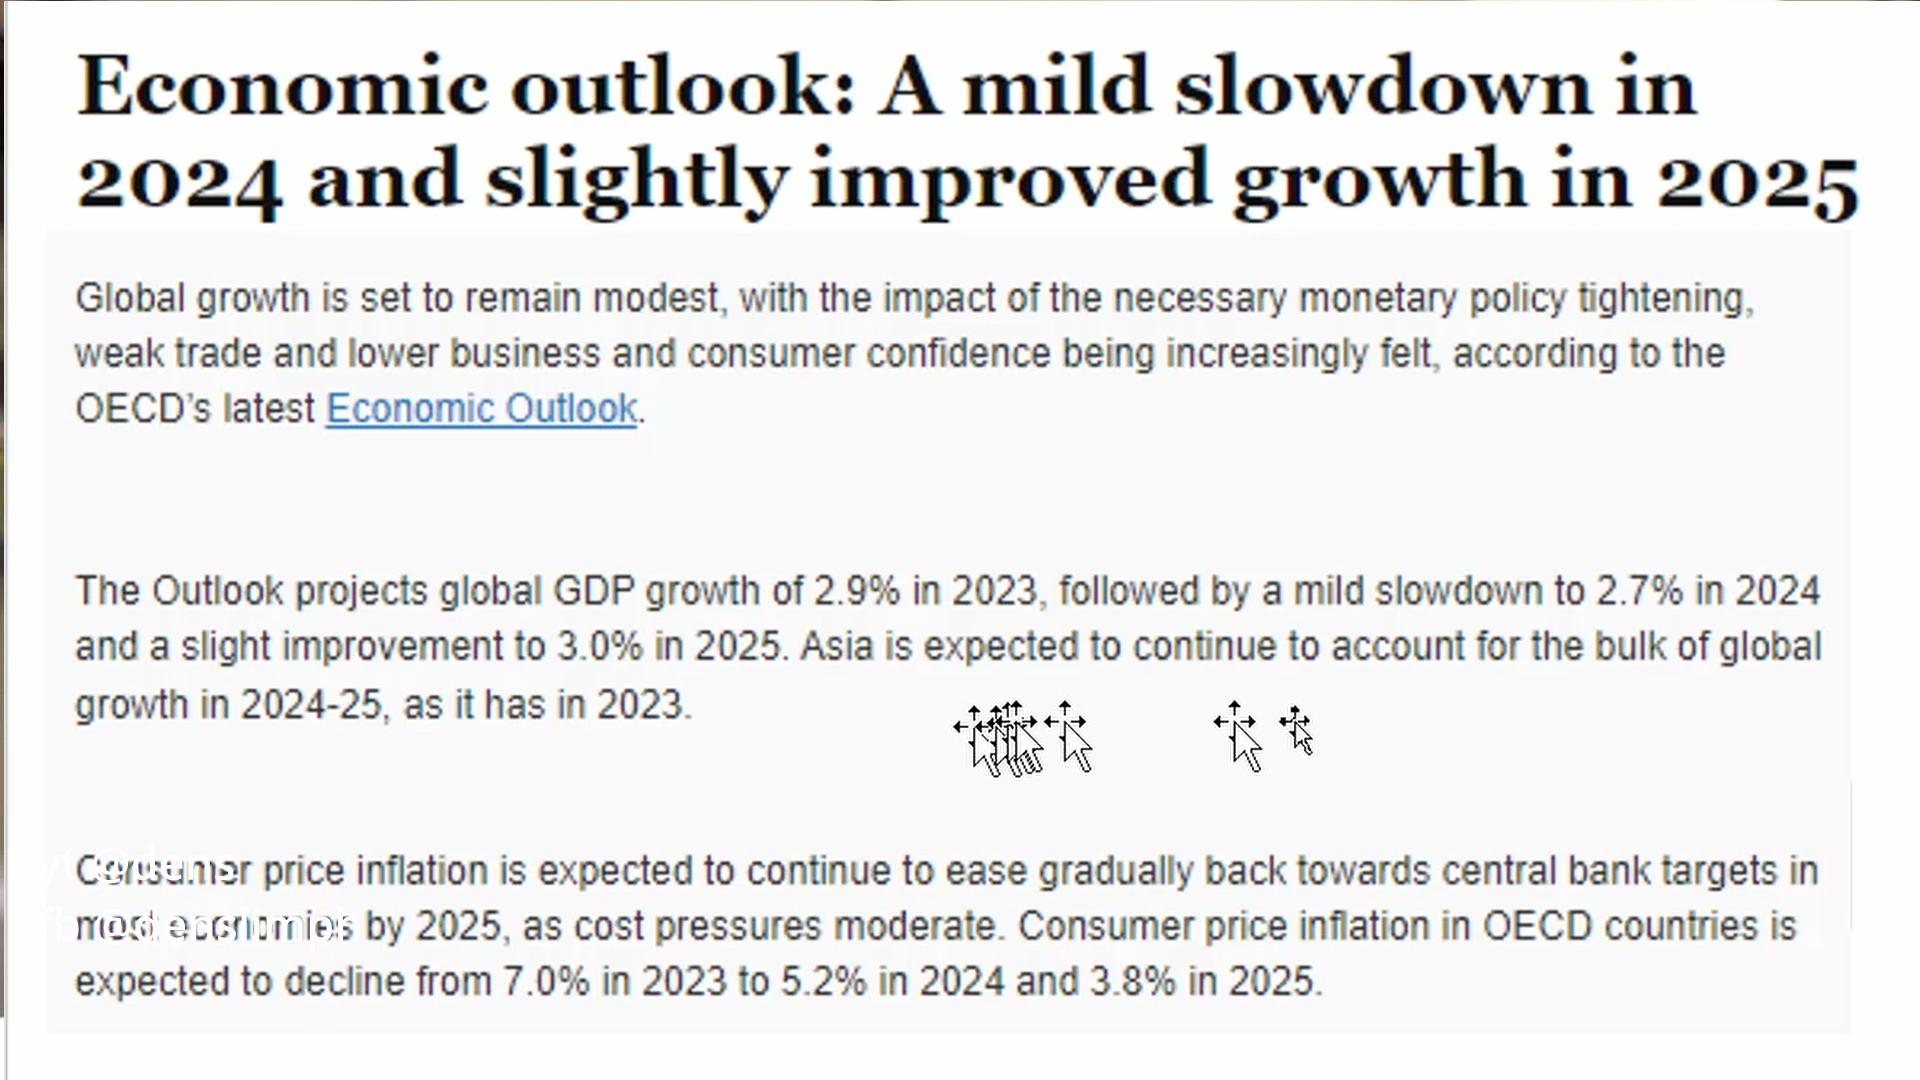 Economic outlook: A mild slowdown in
2024 and slightly improved growth in 2025
Global growth is set to remain modest, with the impact of the necessary monetary policy tightening,
weak trade and lower business and consumer confidence being increasingly felt, according to the
OECD’s latest Economic Outlook.
The Outlook projects global GDP growth of 2.9% in 2023, followed by a mild slowdown to 2.7% in 2024
and a slight improvement to 3.0% in 2025. Asia is expected to continue to account for the bulk of global
growth in 2024-25, as it has in 2023.
Consumer price inflation is expected to continue to ease gradually back towards central bank targets in
most economies by 2025, as cost pressures moderate. Consumer price inflation in OECD countries is
expected to decline from 7.0% in 2023 to 5.2% in 2024 and 3.8% in 2025.